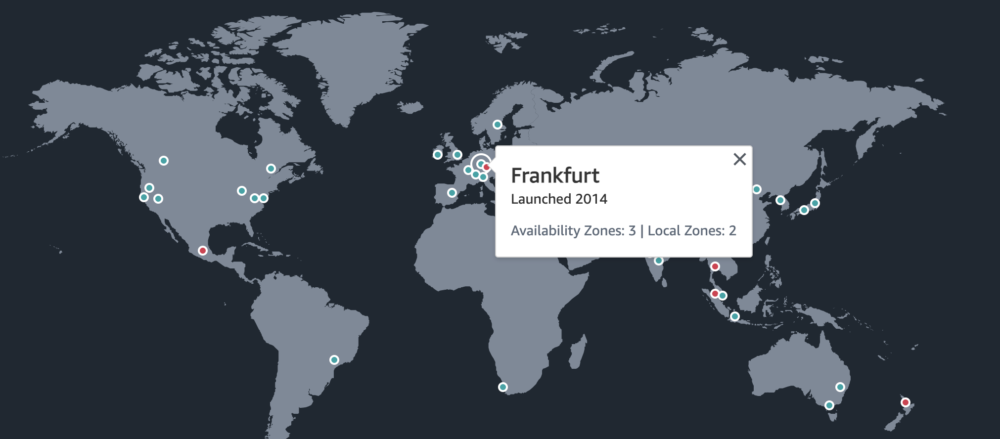 Frankfurt
Launched 2014
Availability Zones: 3 | Local Zones: 2